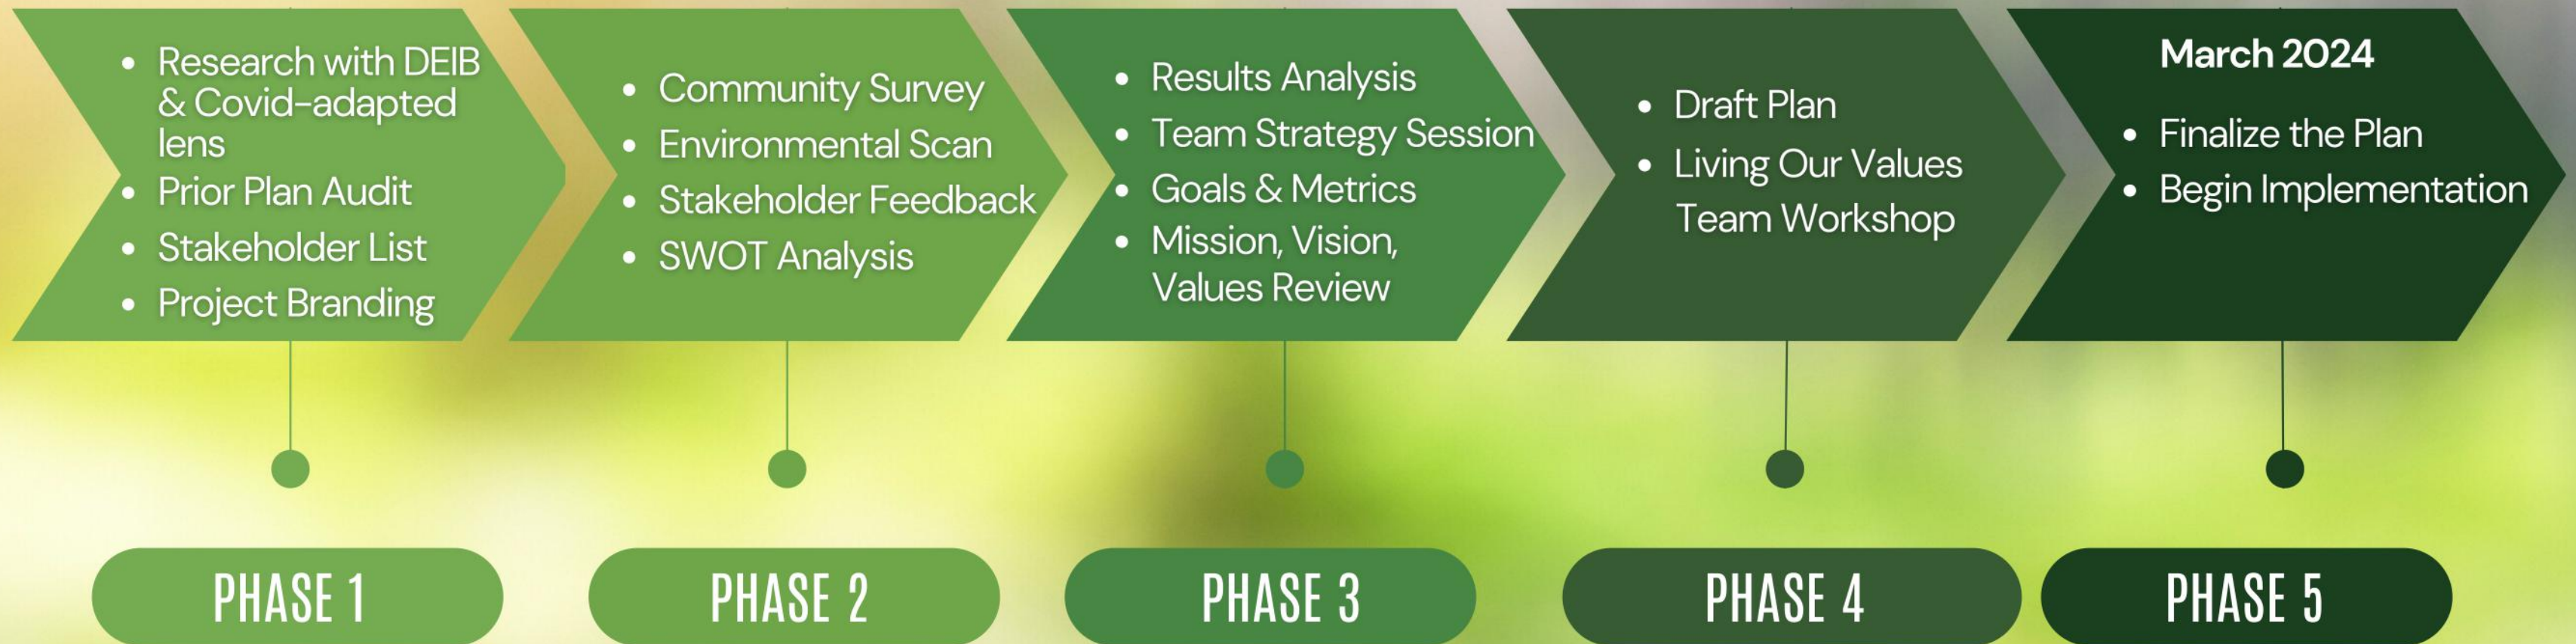 Research with DEIB
& Covid-adapted
lens
Prior Plan Audit
Stakeholder List
Project Branding
Community Survey
Environmental Scan
Stakeholder Feedback
SWOT Analysis
Results Analysis
Team Strategy Session
Goals & Metrics
Mission, Vision,
Values Review
Draft Plan
Living Our Values
Team Workshop
March 2024
Finalize the Plan
Begin Implementation
PHASE 1
PHASE 2
PHASE 3
PHASE 4
PHASE 5